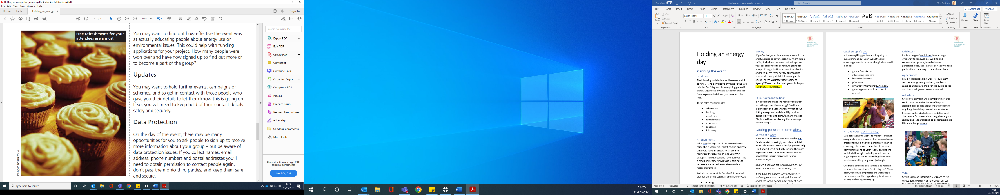 Holding_an_energy_day_guidance.pdf - Adobe Acrobat Reader (64-bit)
File Edit View Sign Window Help
Home Tools Holding_an_energy... × Sign In
3 / 4 154%
Free refreshments for your
attendees are a must
Image: bdsmith84
You may want to find out how effective the event was
at actually educating people about energy use or
environmental issues. This could help with funding
applications for your project. How many people were
won over and have now signed up to find out more or
to become a part of the group?
Updates
You may want to hold further events, campaigns or
schemes, and to get in contact with those people who
gave you their details to let them know this is going on.
If so, you will need to keep hold of their contact details
safely and securely.
Data Protection
On the day of the event, there may be many
opportunities for you to ask people to sign up to receive
more information about your group – but be aware of
data protection issues. If you collect names, email
address, phone numbers and postal addresses you'll
need to obtain permission to contact people again,
don't pass them onto third parties, and keep them safe
and secure.
Search 'Combine PDF'
Export PDF
Edit PDF
Create PDF
Comment
Combine Files
Organize Pages
Compress PDF
Redact
Prepare Form
Request E-signatures
Fill & Sign
Send for Comments
More Tools
Convert, edit and e-sign PDF
forms & agreements
Free 7-Day Trial
Type here to search
14:25
31/01/2023
14:25
31/01/2023
AutoSave Off Holding_an_energy_guidance_day Search Tess Rushton
File Home Insert Draw Design Layout References Mailings Review View Help DocTools Comments Share
Paste Cut
Copy
Format Painter
Calibri (Body) 11
Normal No Spac... Heading 1 Heading 2 Heading 3 Heading 4 Title Subtitle Subtle Em... Emphasis Intense E... Strong
Find
Replace
Select
Dictate Editor Reuse Files
Clipboard Font Paragraph Styles Editing Voice Editor Reuse Files
centre for
sustainable
energy
Holding an energy
day
Planning the event
In advance:
Start thinking in detail about the event well in
advance – and don't leave anything to the last
minute. Don't try and do everything yourself,
either. Organising a whole event can be a lot
for one person to take on, so share out the
jobs.
These roles could include:
• advertising
• bookings
• event hire
• refreshments
• resources
• speakers
• follow-up
Arrangements
What are the logistics of the event – have a
think about where you might hold it, and how
this could have an effect. What are the
timings of the day? Make sure you have
enough time between each event. If you have
a break, remember it will take 5 minutes to
get everyone settled again afterwards, so
factor this time in.
And who's responsible for what? A detailed
plan for the day is essential and should cover:
• arriving
Money
If you've budgeted in advance, you could try
and fundraise to cover costs. You might hold a
raffle, find a local business that will sponsor
you, ask exhibitors to contribute (although
non-profit organisations may not be able to
afford this), etc. Why not try approaching
your local county, district, town or parish
council or the Volunteer Development
Agency? There may be small grants to help –
FUNDING SPREADSHEET
Think "outside the box"
Is it possible to make the focus of the event
something other than energy? Could you
'piggy back' on another event? What about
linking energy and sustainability to other
issues like: food and drink/farmers' market,
DIY, home finances, dieting, film showings,
clothes swap?
Getting people to come along
Spread the word
A website or presence on social media (e.g.
Facebook) is increasingly important. A brief
press release sent to your local paper can help
– but keep it short and only include the most
important points. Also send articles to local
newsletters (parish magazines, school
newsletters, etc.).
And see if you can get in touch with one or
more of your local radio stations, too.
If you have the budget, why not consider
leafleting your town or village? If you can't
afford the whole community, think of places
centre for
sustainable
energy
Catch people's eye
Is there anything particularly inspiring or
eyecatching about your event that will
encourage people to come along? Ideas could
include:
• games for children
• interesting speakers
• free refreshments
• prize draw
• rewards for travelling sustainably
• guest appearances from a local
celebrity
Finding out how
solar pv works
Know your community
(Almost) everyone wants to money – but not
everybody is into issues such as renewables or
organic food. So if you're particularly keen to
encourage the less green residents in your
community along to your event, pushing the
sustainability angle probably won't have a
huge impact on them. But telling them how
much money they may save, just might.
Children's activities can also help as you can
promote the event as 'a family day out'. Then
again, you could emphasise the workshops,
the speakers, or the opportunity to discover
money and energy saving tips.
Exhibitors
Invite a range of exhibitors; from energy
efficiency to renewables. Wildlife and
conservation groups, travel schemes,
gardening clubs, etc – all will be happy to take
part as it can be a way to recruit members.
Appearance
Make it look appealing. Display equipment
such as energy saving gadgets, insulation
samples and solar panels for the public to see
and touch will generate more interest.
Activities
Children's activities will draw parents in and
could have the added bonus of helping
children pick up tips about energy efficiency.
Anything from bike powered smoothies to
hooking rubber ducks from a paddling pool.
The Centre for Sustainable Energy has a giant
snakes and ladders board, solar spinning plate
kits and a badge maker
Talks
Set up talks and information sessions to run
throughout the day – or how about an 'ask
Page 1 of 4 1162 words English (United Kingdom) Text Predictions: On Accessibility: Investigate Display Settings Focus
14:25
31/01/2023